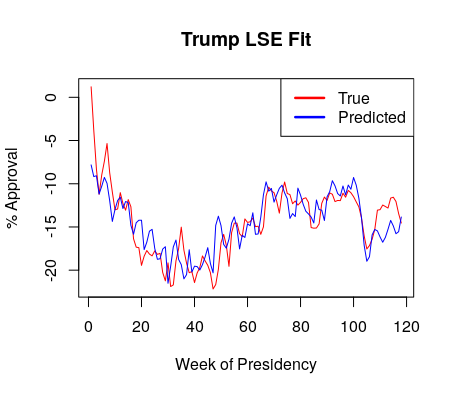 Trump LSE Fit
True
Predicted
% Approval
0
-5
-10
-15
-20
0 20 40 60 80 100 120
Week of Presidency